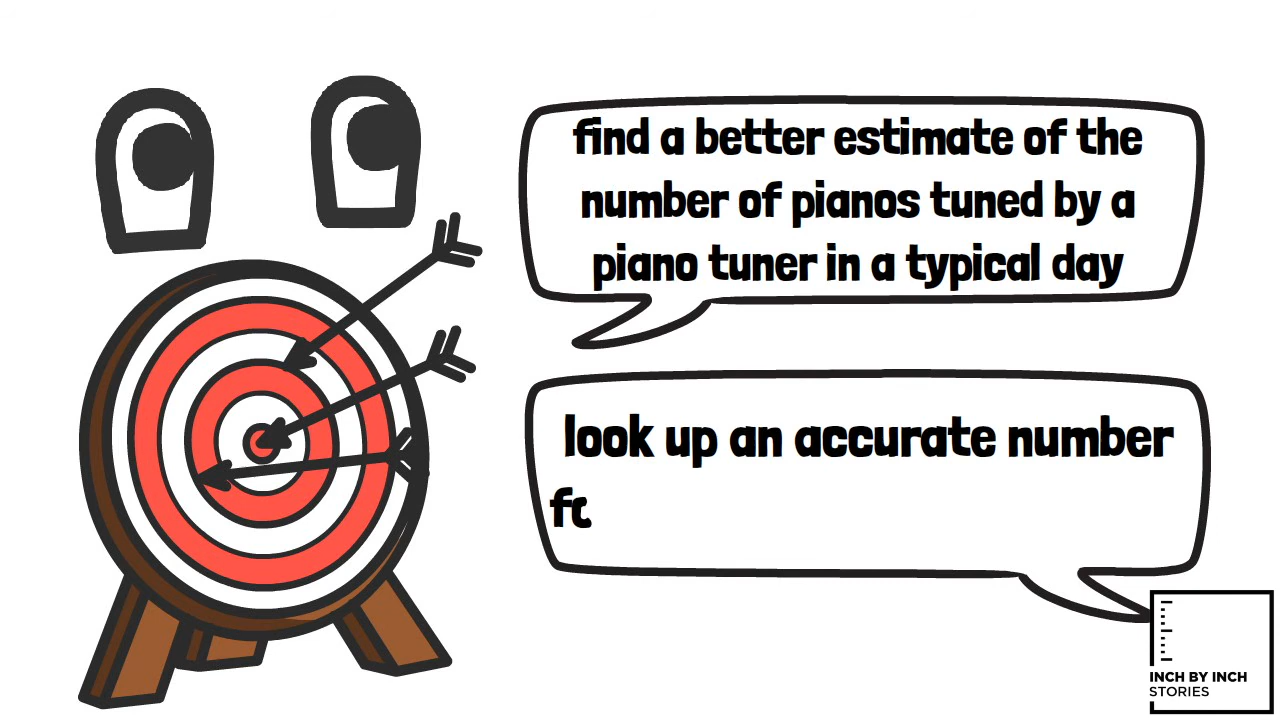 find a better estimate of the
number of pianos tuned by a
piano tuner in a typical day
look up an accurate number
INCH BY INCH
STORIES